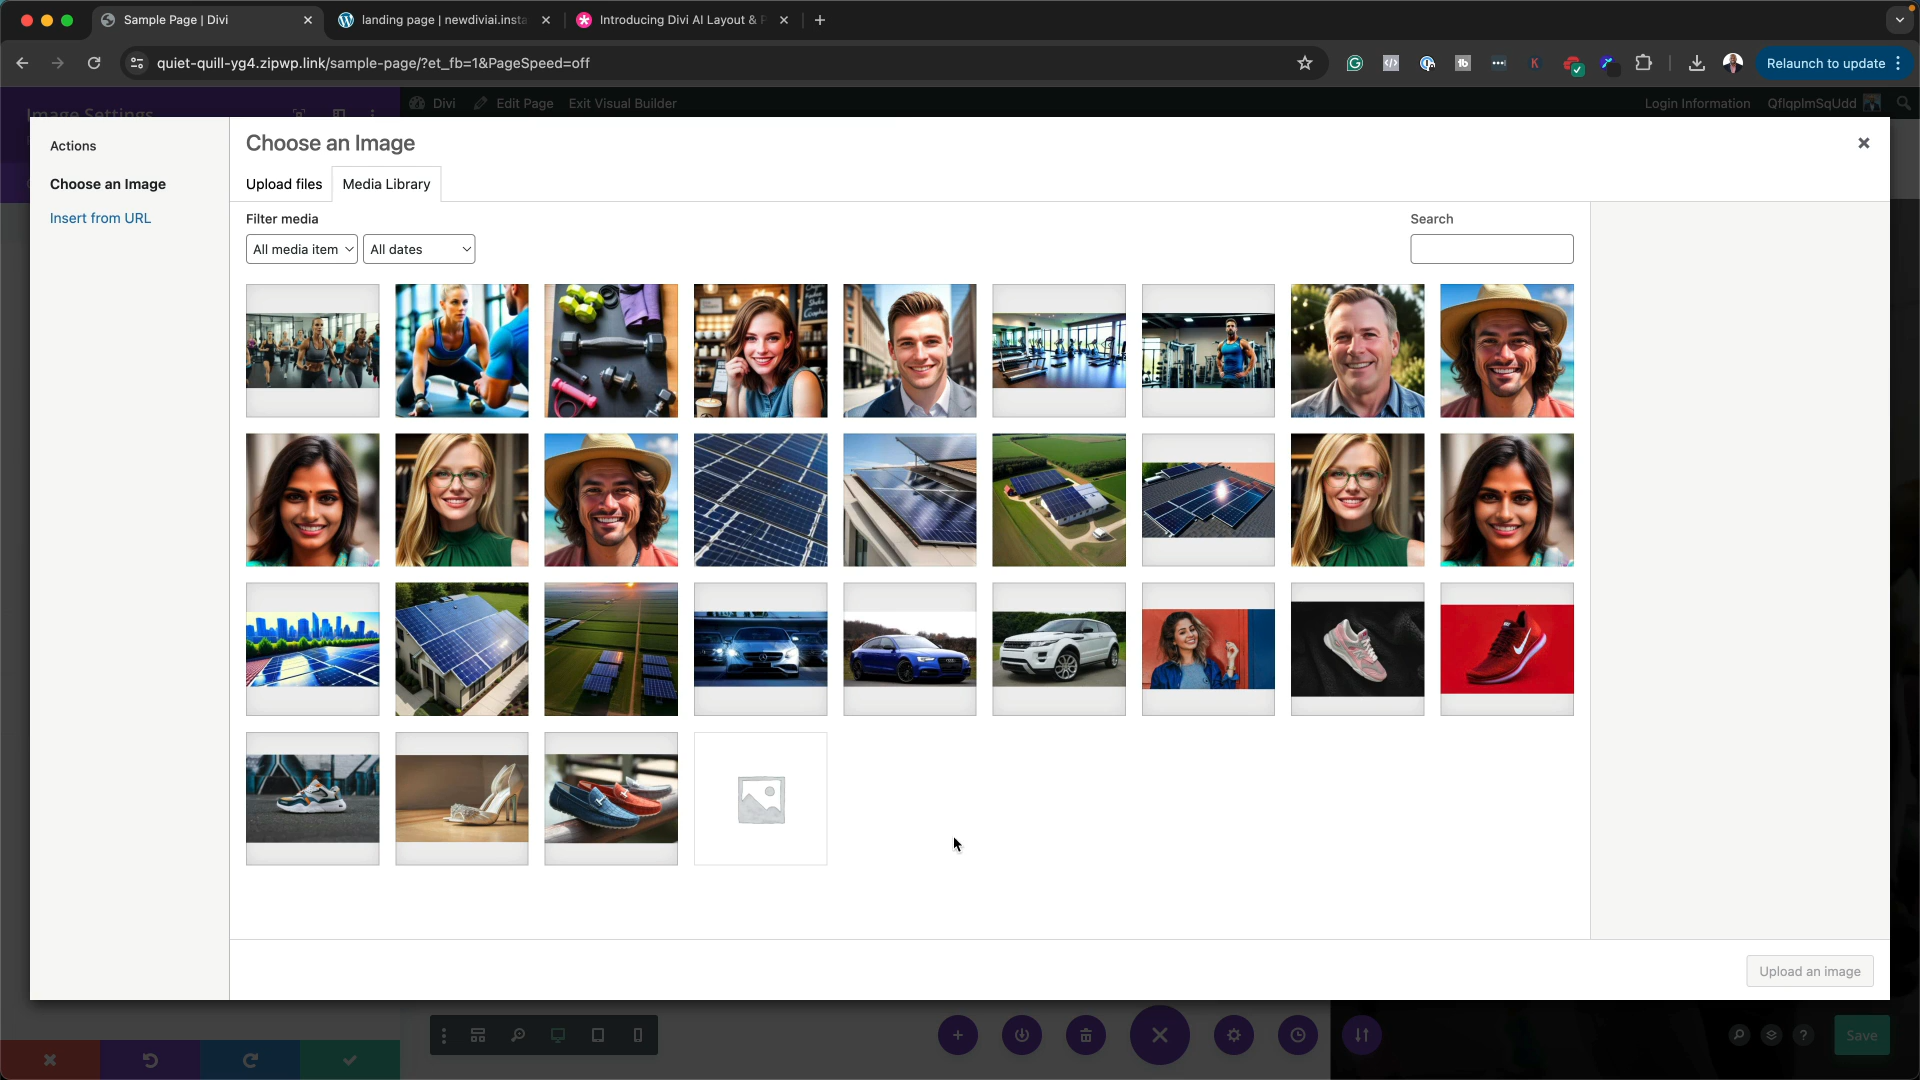 Sample Page | Divi
landing page | newdiviai.insta
Introducing Divi AI Layout & P
quiet-quill-yg4.zipwp.link/sample-page/?et_fb=1&PageSpeed=off
Relaunch to update
Image Settings
Divi
Edit Page
Exit Visual Builder
Login Information
QflqplmSqUdd
Actions
Choose an Image
Choose an Image
Insert from URL
Upload files
Media Library
Filter media
Search
All media item
All dates
Upload an image
Save